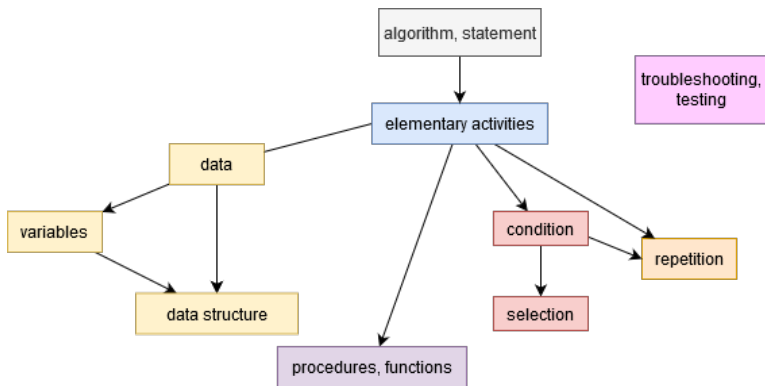 algorithm, statement
troubleshooting,
testing
elementary activities
data
variables
condition
repetition
data structure
selection
procedures, functions